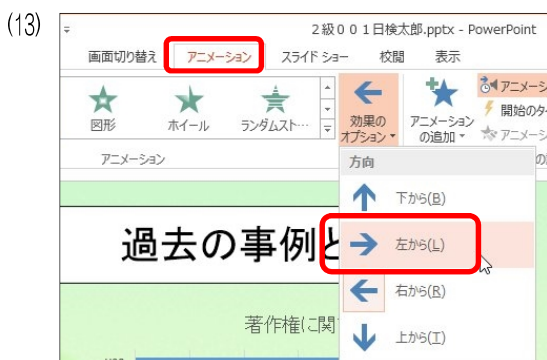 (13)
2級001日検太郎.pptx - PowerPoint
画面切り替え アニメーション スライド ショー 校閲 表示
図形 ホイール ランダムスト… 効果のオプション アニメーションの追加 アニメーシ
開始のタ
アニメーシ
アニメーション
方向
下から(B)
過去の事例と
左から(L)
右から(R)
著作権に関
上から(T)